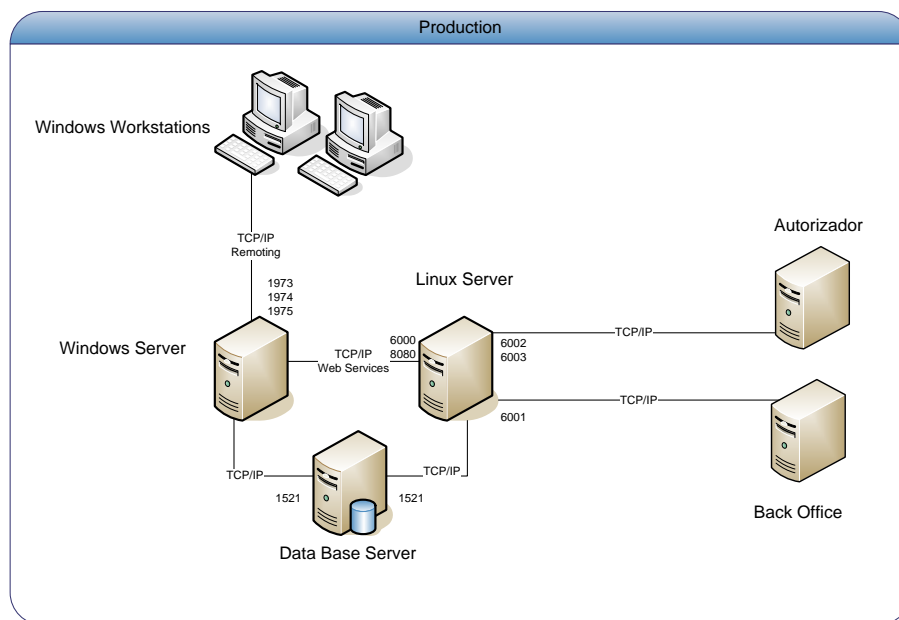 Production
Windows Workstations
TCP/IP
Remoting
Autorizador
1973
1974
1975
Linux Server
Windows Server
TCP/IP
Web Services
6000
8080
6002
6003
TCP/IP
TCP/IP
6001
TCP/IP
TCP/IP
1521
1521
Data Base Server
Back Office